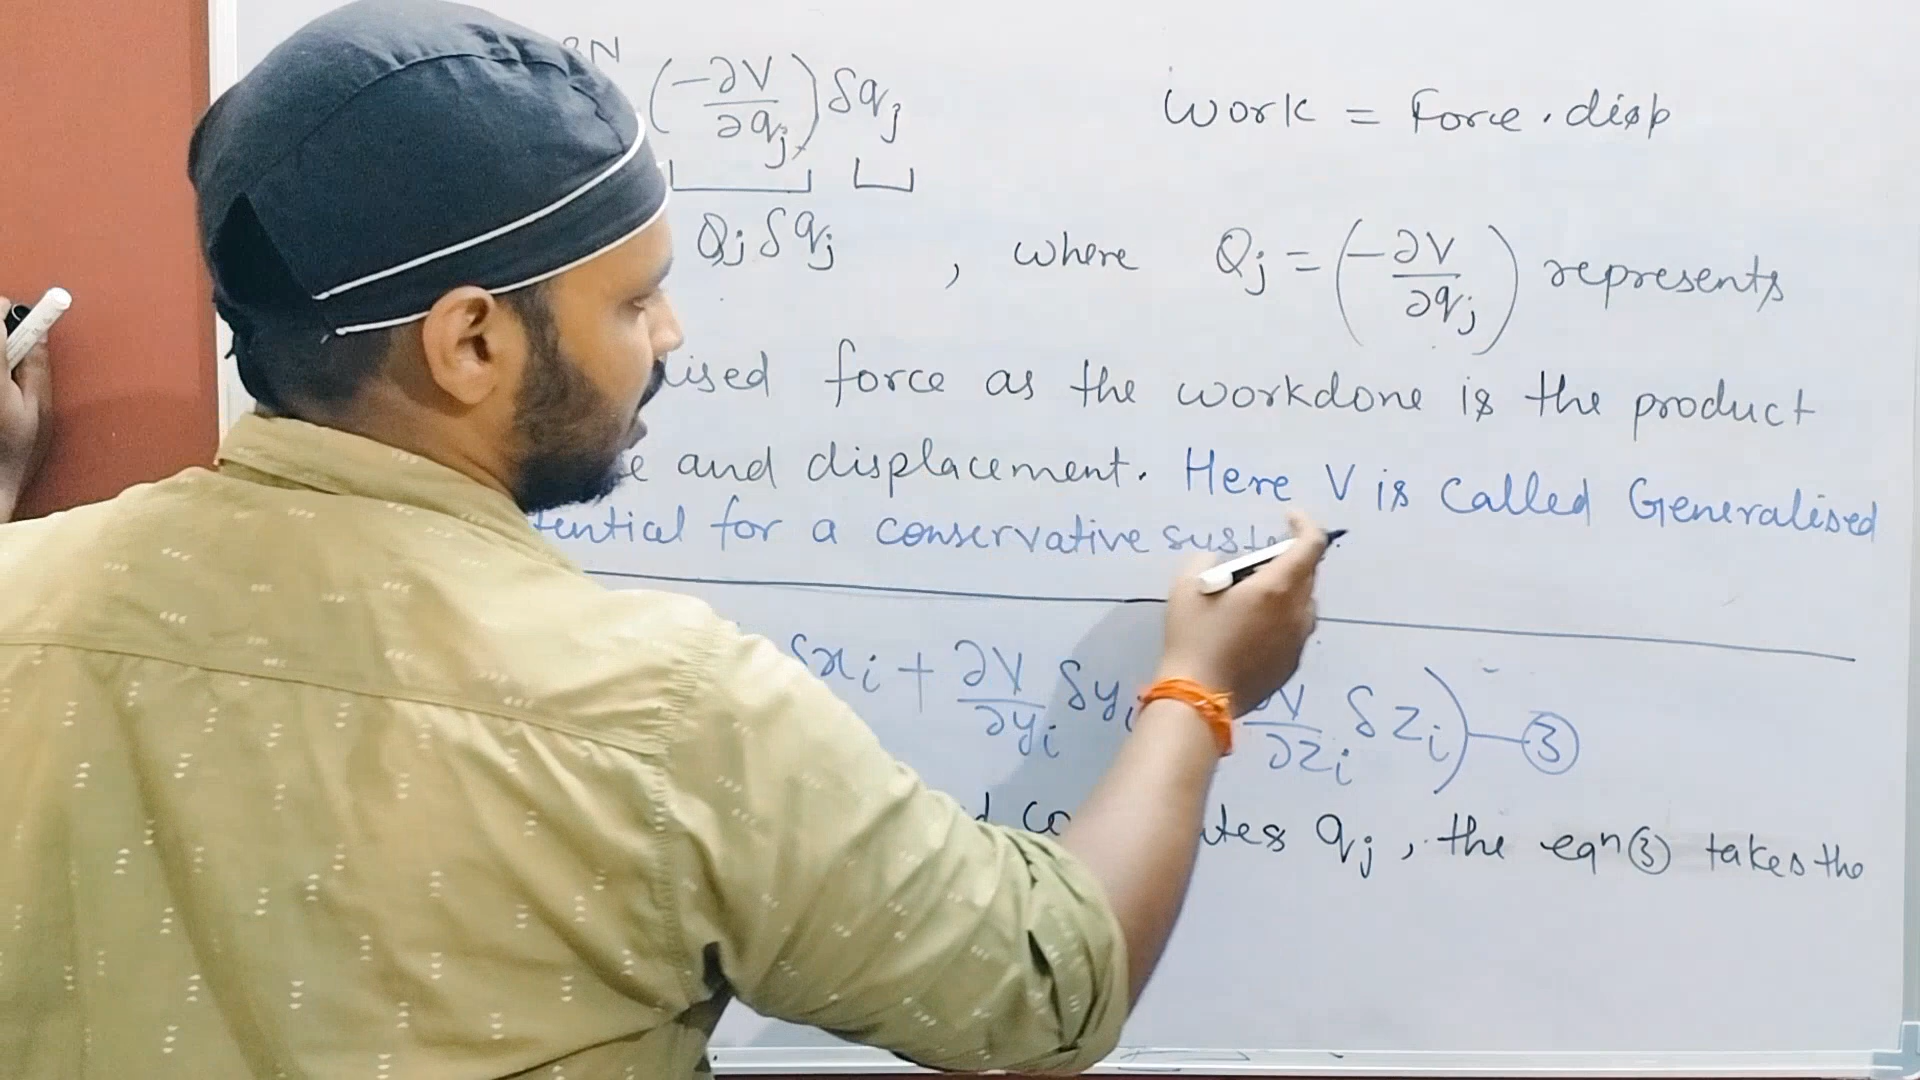 3N
(-∂V/∂qj) δqj
Work = Force . disp
Qj δqj , where Qj = (-∂V/∂qj) represents
ised force as the workdone is the product
e and displacement. Here V is called Generalised
tential for a conservative syste
δxi + ∂V/∂yi δyi ∂V/∂zi δzi) — ③
d co tes qj , the eqn ③ takes the